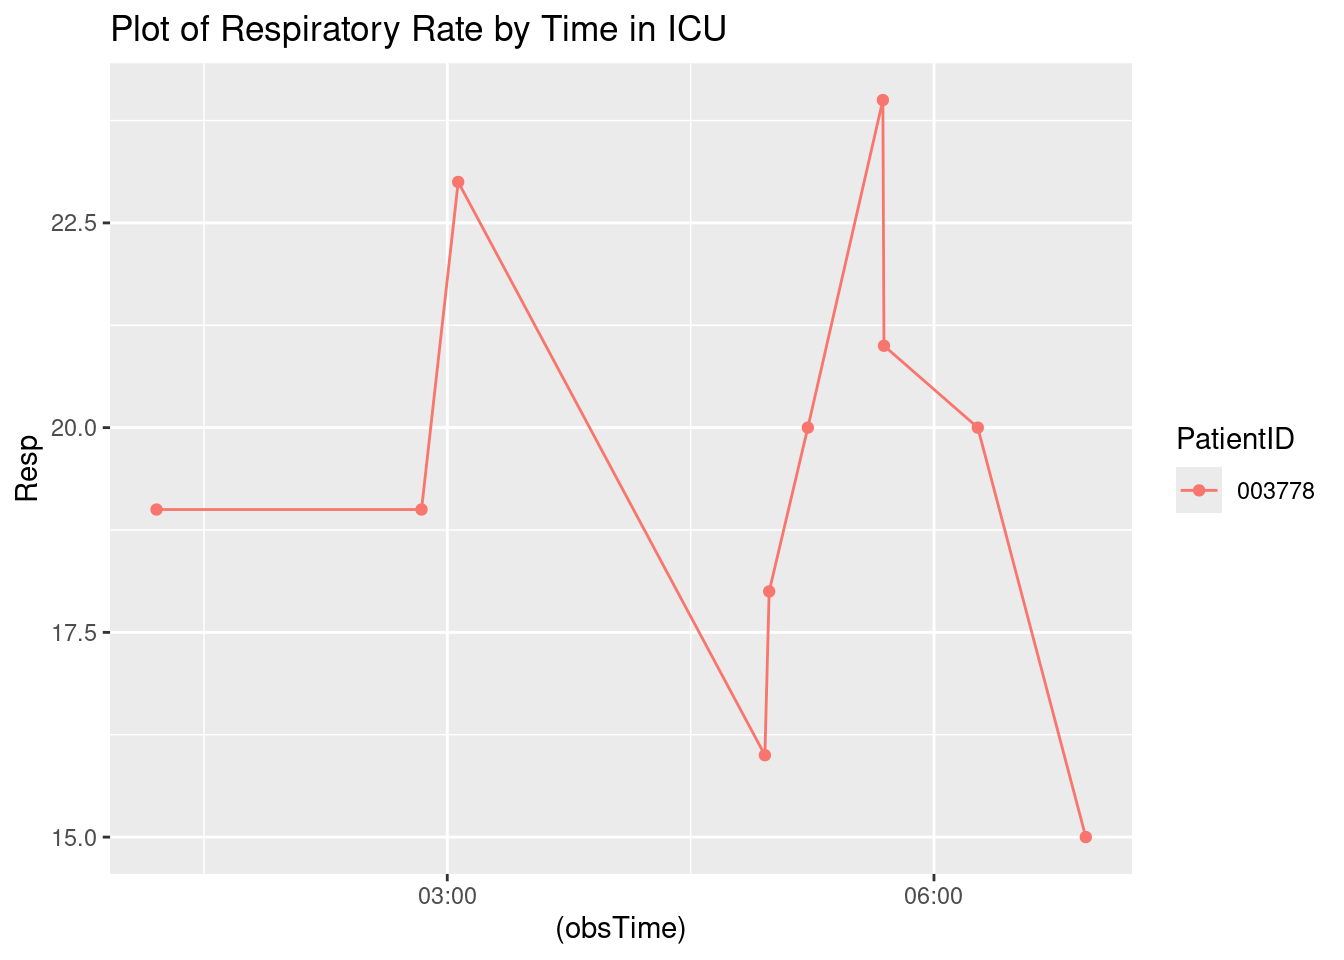 Plot of Respiratory Rate by Time in ICU
Resp
22.5
20.0
17.5
15.0
03:00 06:00
(obsTime)
PatientID
003778